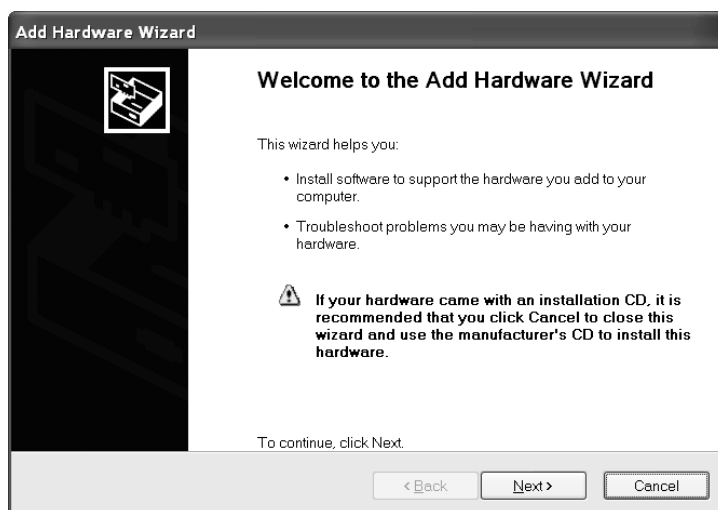 Add Hardware Wizard
Welcome to the Add Hardware Wizard
This wizard helps you:
• Install software to support the hardware you add to your
computer.
• Troubleshoot problems you may be having with your
hardware.
If your hardware came with an installation CD, it is
recommended that you click Cancel to close this
wizard and use the manufacturer's CD to install this
hardware.
To continue, click Next.
< Back Next > Cancel